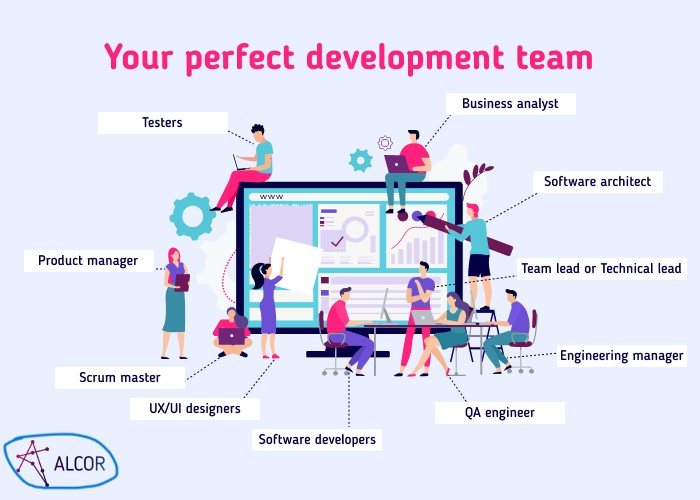 Your perfect development team
Business analyst
Testers
Software architect
www
Product manager
Team lead or Technical lead
Engineering manager
Scrum master
UX/UI designers
QA engineer
Software developers
ALCOR